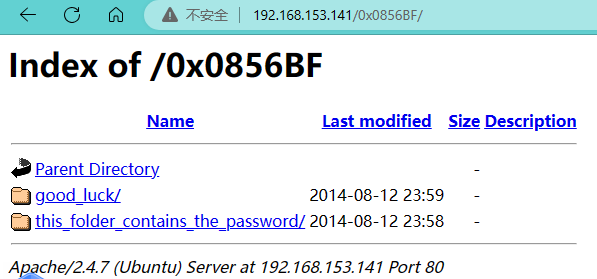 不安全 192.168.153.141/0x0856BF/
Index of /0x0856BF
Name Last modified Size Description
Parent Directory -
good_luck/ 2014-08-12 23:59 -
this_folder_contains_the_password/ 2014-08-12 23:58 -
Apache/2.4.7 (Ubuntu) Server at 192.168.153.141 Port 80